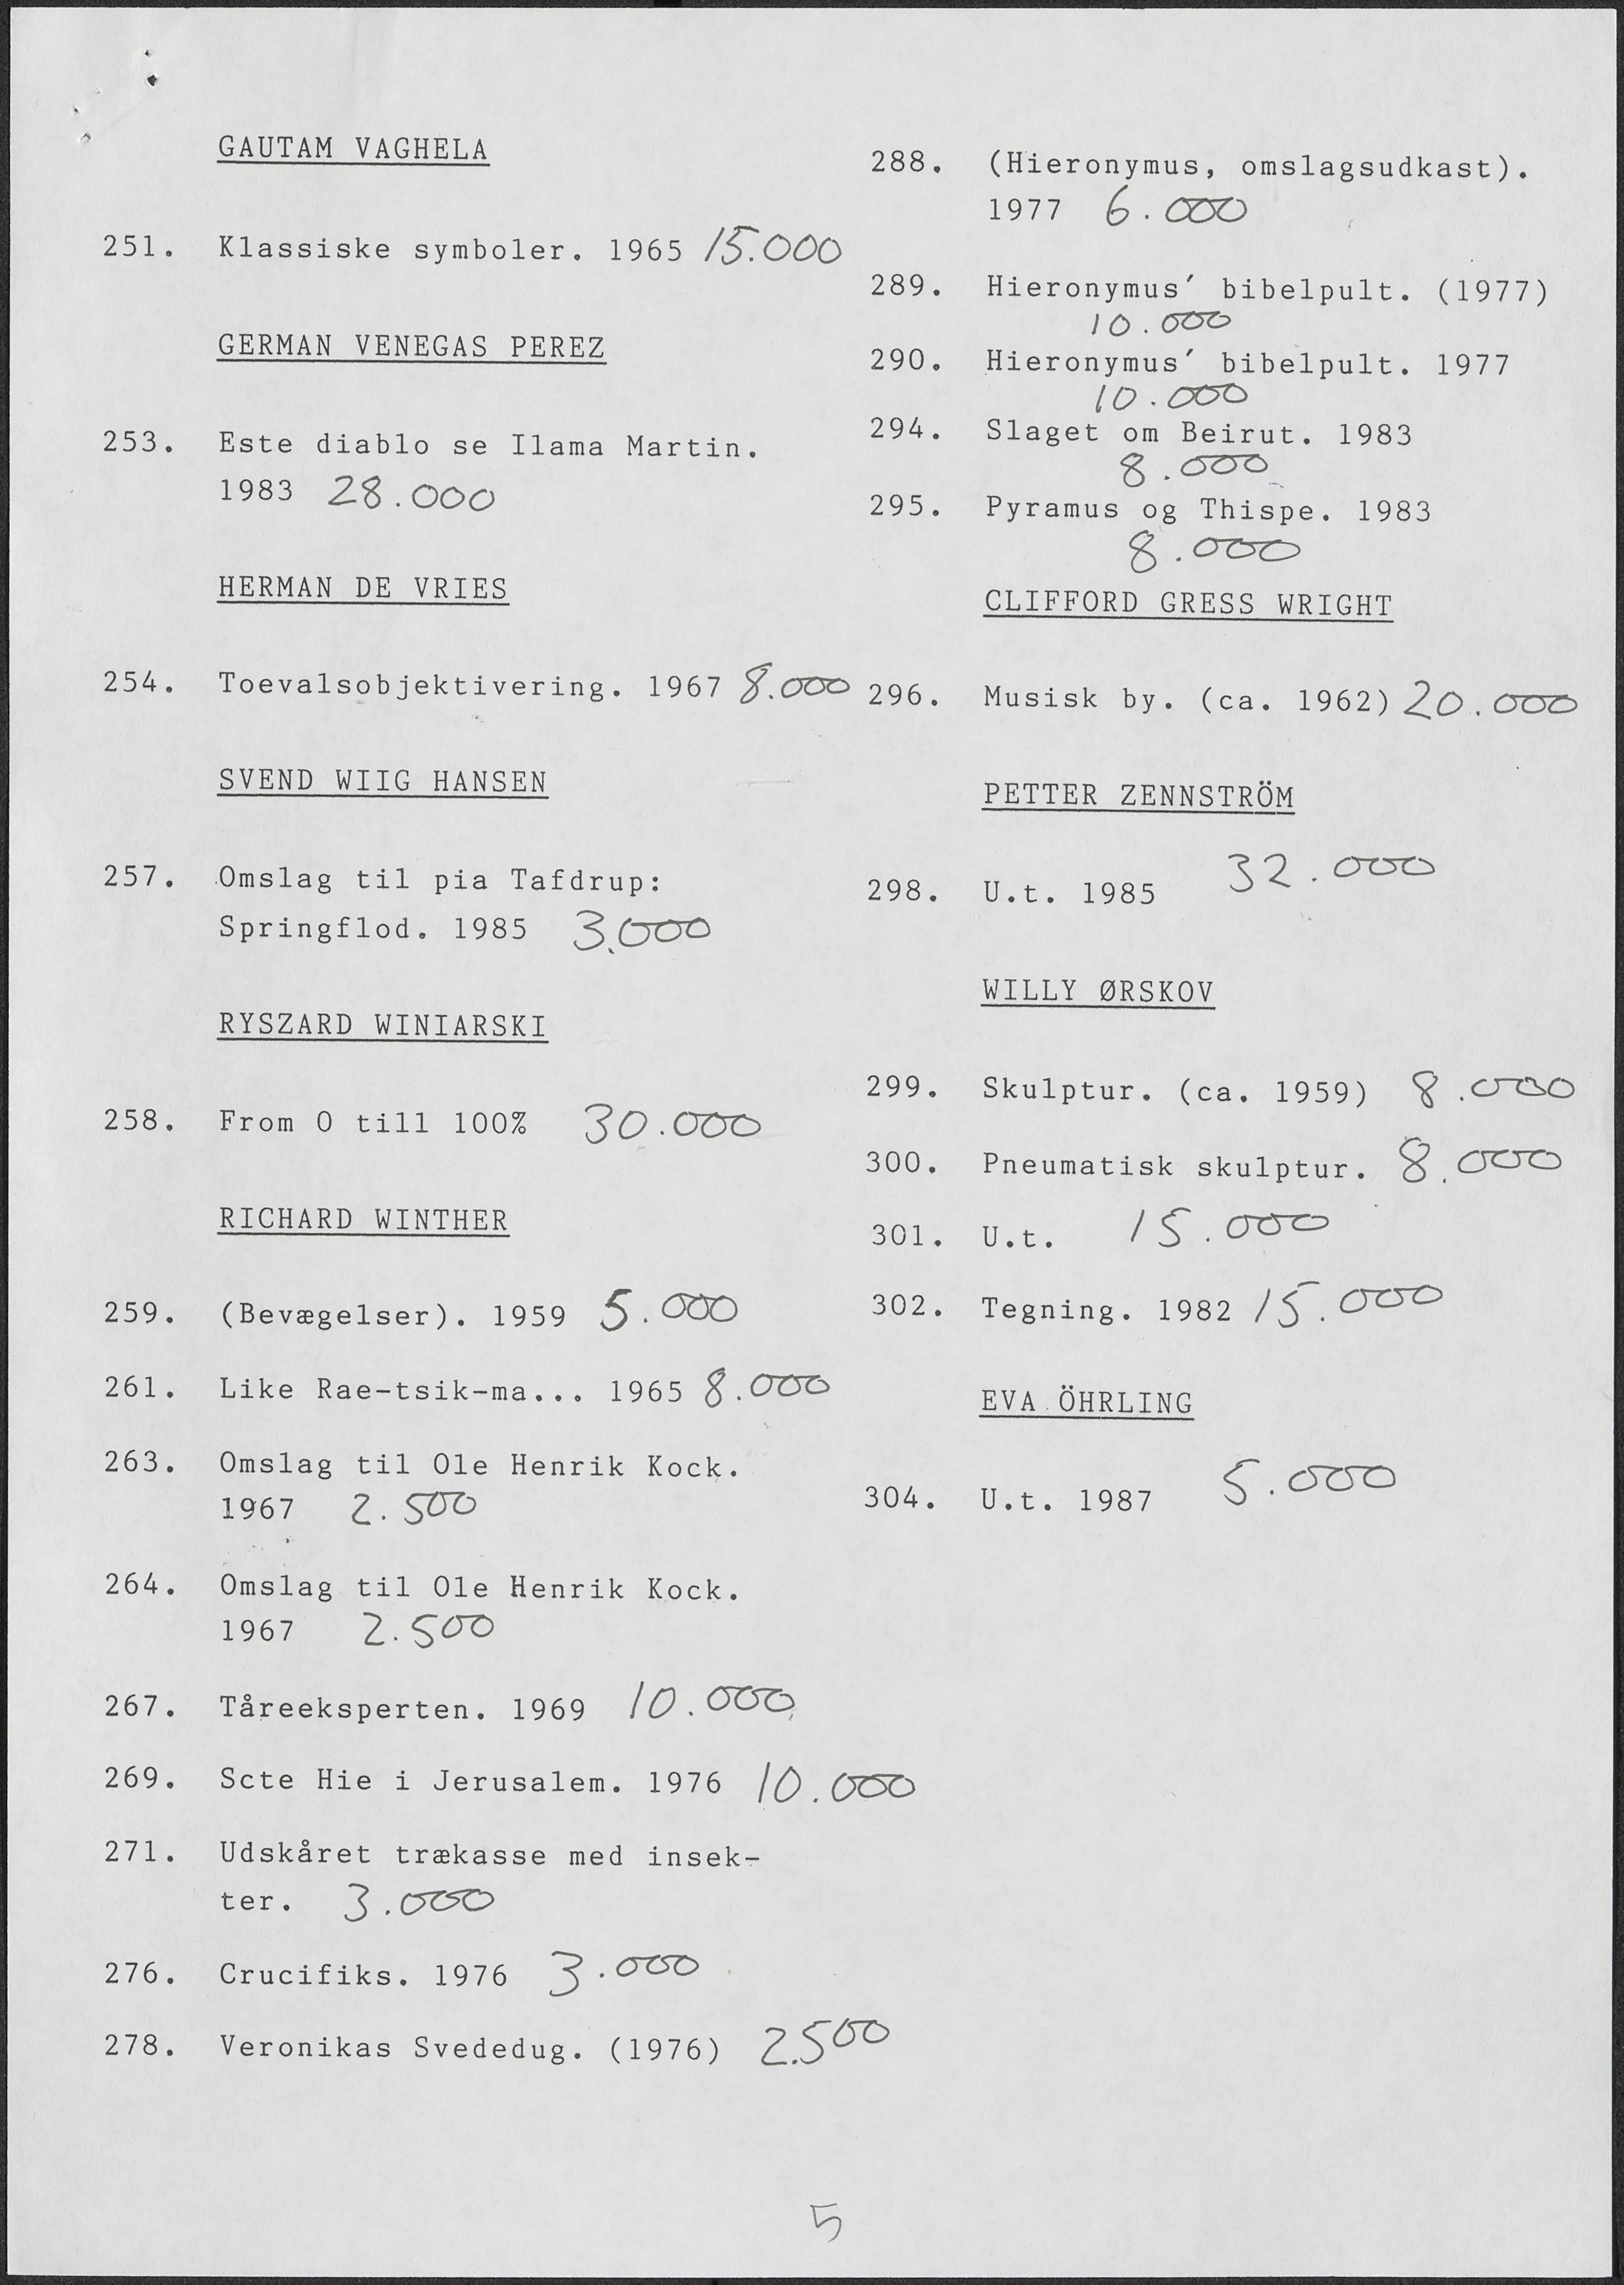 GAUTAM VAGHELA
251. Klassiske symboler. 1965 15.000
GERMAN VENEGAS PEREZ
253. Este diablo se Ilama Martin.
1983 28.000
HERMAN DE VRIES
254. Toevalsobjektivering. 1967 8.000
SVEND WIIG HANSEN
257. Omslag til pia Tafdrup:
Springflod. 1985 3.000
RYSZARD WINIARSKI
258. From 0 till 100% 30.000
RICHARD WINTHER
259. (Bevægelser). 1959 5.000
261. Like Rae-tsik-ma... 1965 8.000
263. Omslag til Ole Henrik Kock.
1967 2.500
264. Omslag til Ole Henrik Kock.
1967 2.500
267. Tåreeksperten. 1969 10.000
269. Scte Hie i Jerusalem. 1976 10.000
271. Udskåret trækasse med insek-
ter. 3.000
276. Crucifiks. 1976 3.000
278. Veronikas Svededug. (1976) 2.500
288. (Hieronymus, omslagsudkast).
1977 6.000
289. Hieronymus' bibelpult. (1977)
10.000
290. Hieronymus' bibelpult. 1977
10.000
294. Slaget om Beirut. 1983
8.000
295. Pyramus og Thispe. 1983
8.000
CLIFFORD GRESS WRIGHT
296. Musisk by. (ca. 1962) 20.000
PETTER ZENNSTRÖM
298. U.t. 1985 32.000
WILLY ØRSKOV
299. Skulptur. (ca. 1959) 8.000
300. Pneumatisk skulptur. 8.000
301. U.t. 15.000
302. Tegning. 1982 15.000
EVA ÖHRLING
304. U.t. 1987 5.000
5